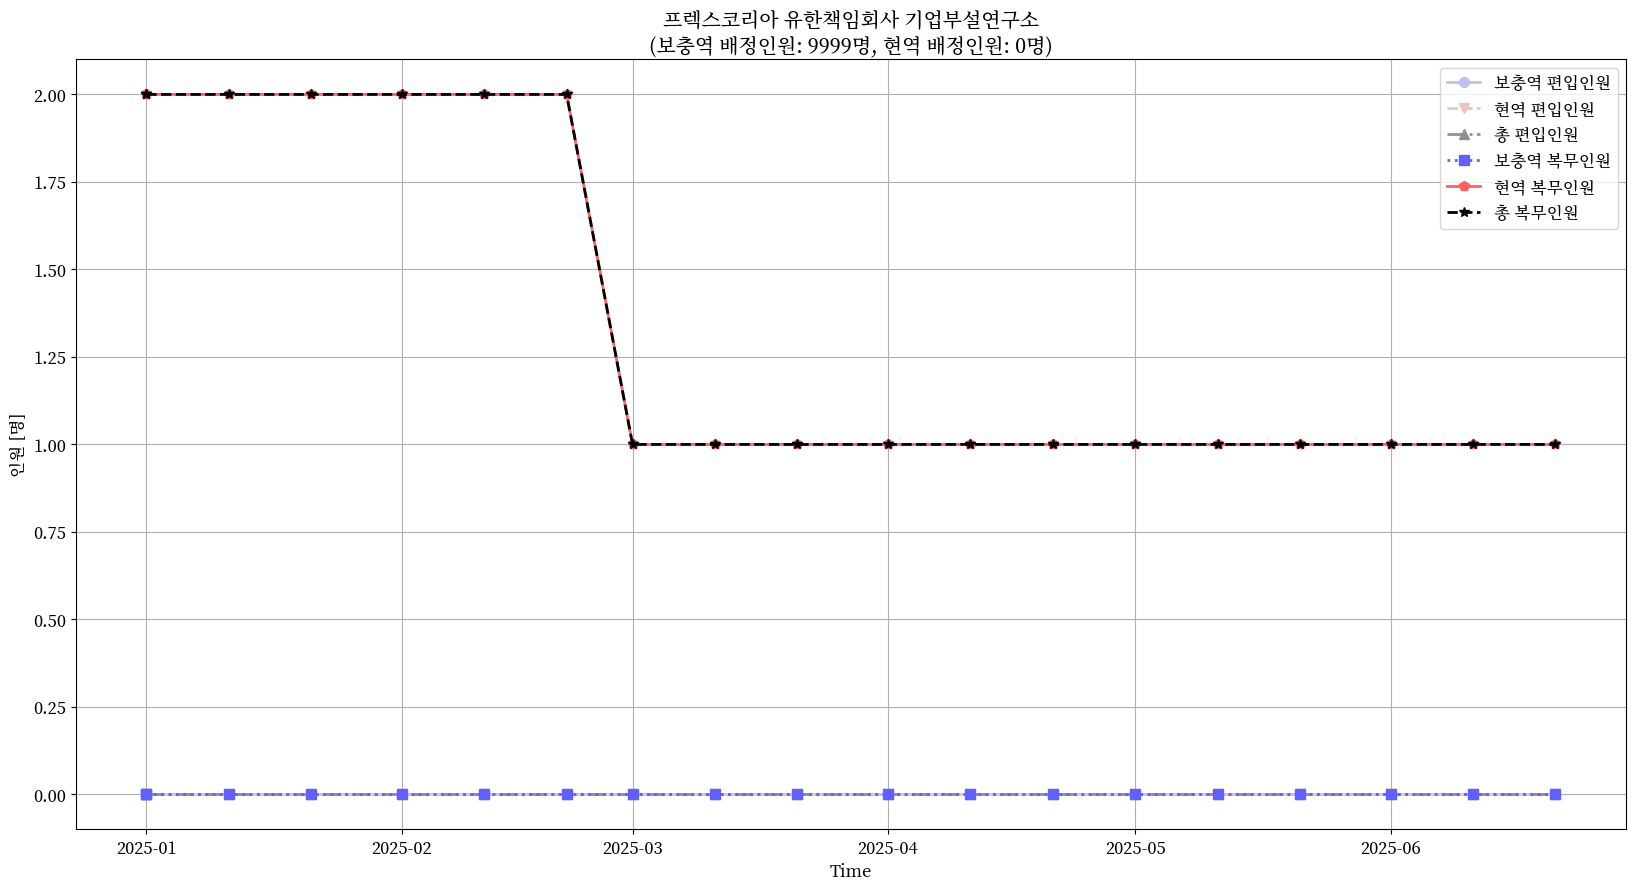 프렉스코리아 유한책임회사 기업부설연구소
(보충역 배정인원: 9999명, 현역 배정인원: 0명)
보충역 편입인원
현역 편입인원
총 편입인원
보충역 복무인원
현역 복무인원
총 복무인원
인원 [명]
2.00
1.75
1.50
1.25
1.00
0.75
0.50
0.25
0.00
2025-01 2025-02 2025-03 2025-04 2025-05 2025-06
Time